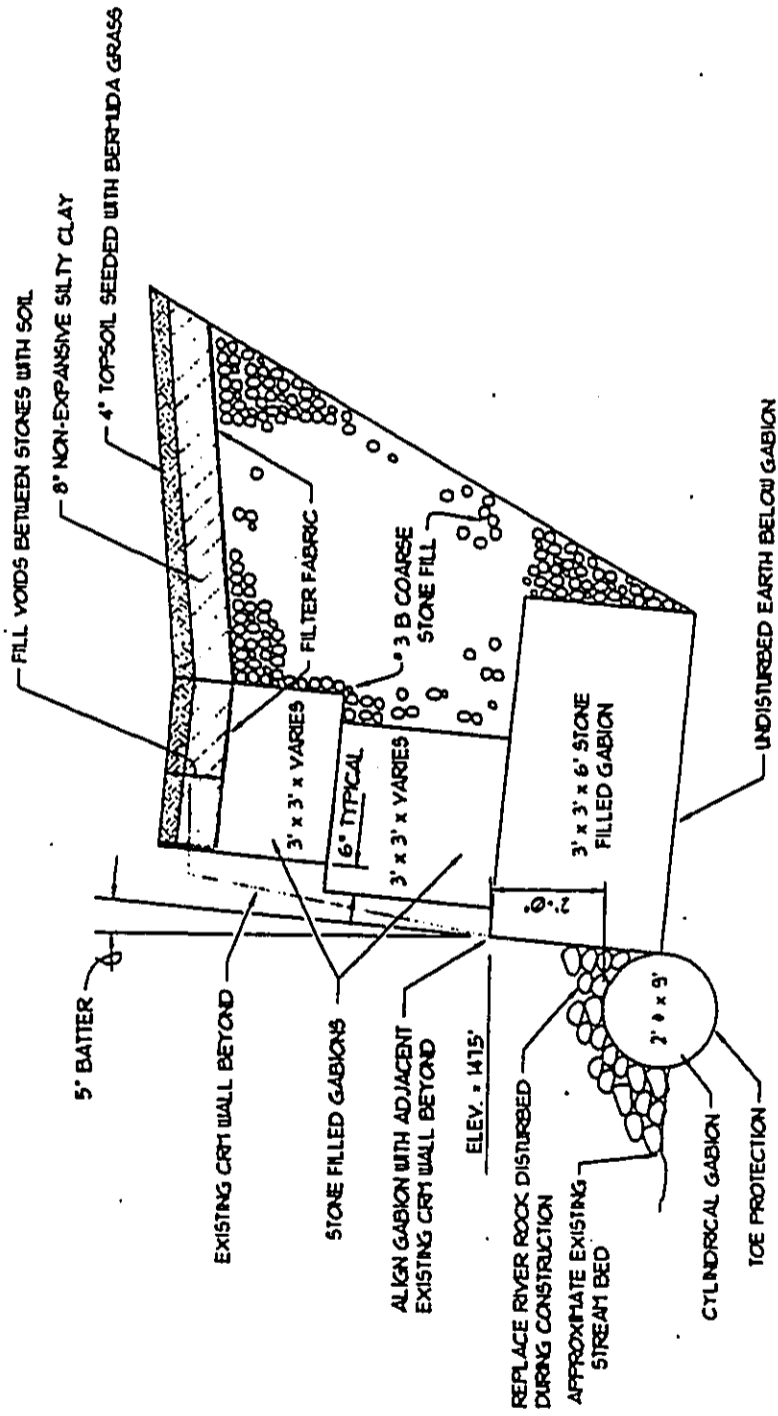 FILL VOIDS BETWEEN STONES WITH SOIL
8" NON-EXPANSIVE SILTY CLAY
4" TOPSOIL SEEDED WITH BERMUDA GRASS
5° BATTER
EXISTING CRM WALL BEYOND
STONE FILLED GABIONS
ALIGN GABION WITH ADJACENT
EXISTING CRM WALL BEYOND
ELEV. = 1475'
REPLACE RIVER ROCK DISTURBED
DURING CONSTRUCTION
APPROXIMATE EXISTING
STREAM BED
CYLINDRICAL GABION
TOE PROTECTION
3' x 3' x VARIES
6" TYPICAL
3' x 3' x VARIES
FILTER FABRIC
3 B COARSE
STONE FILL
2'-0"
3' x 3' x 6' STONE
FILLED GABION
2' x 9'
UNDISTURBED EARTH BELOW GABION